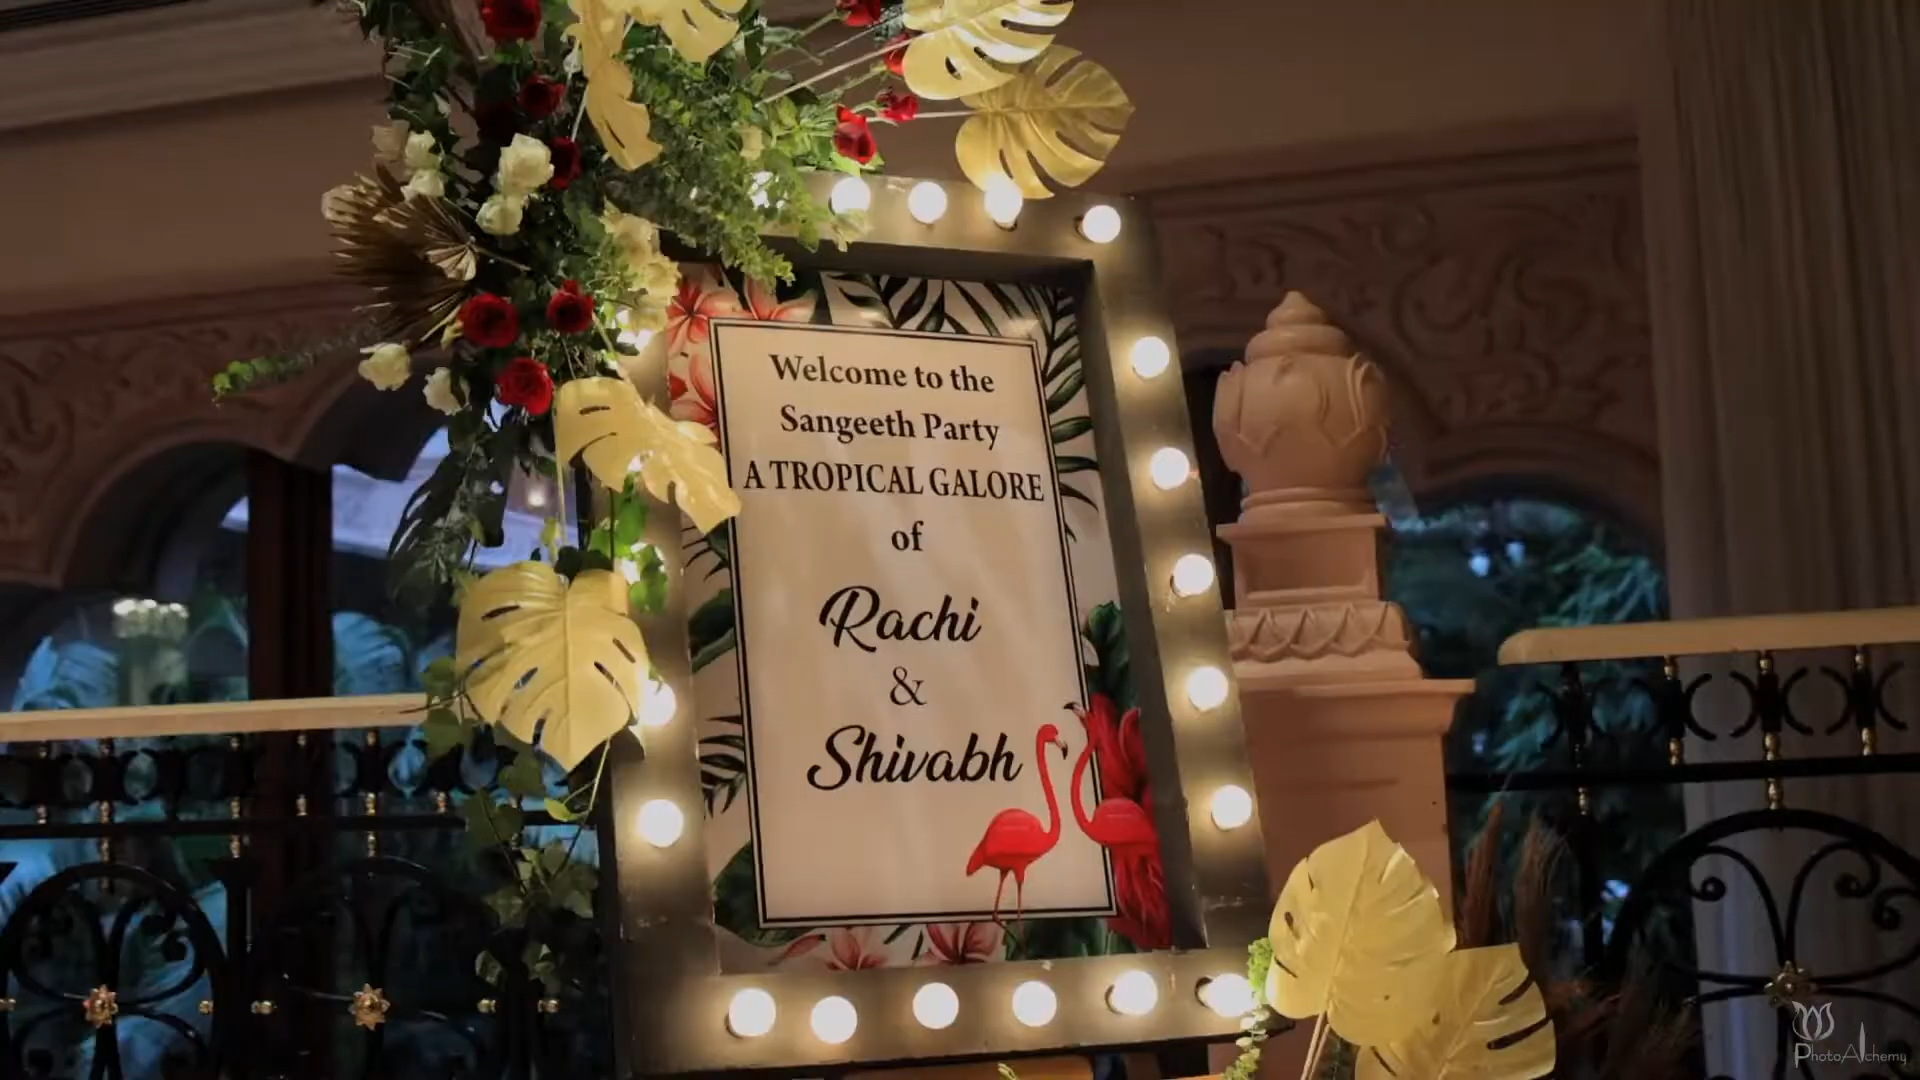 Welcome to the
Sangeeth Party
A TROPICAL GALORE
of
Rachi
&
Shivabh
PhotoAlchemy